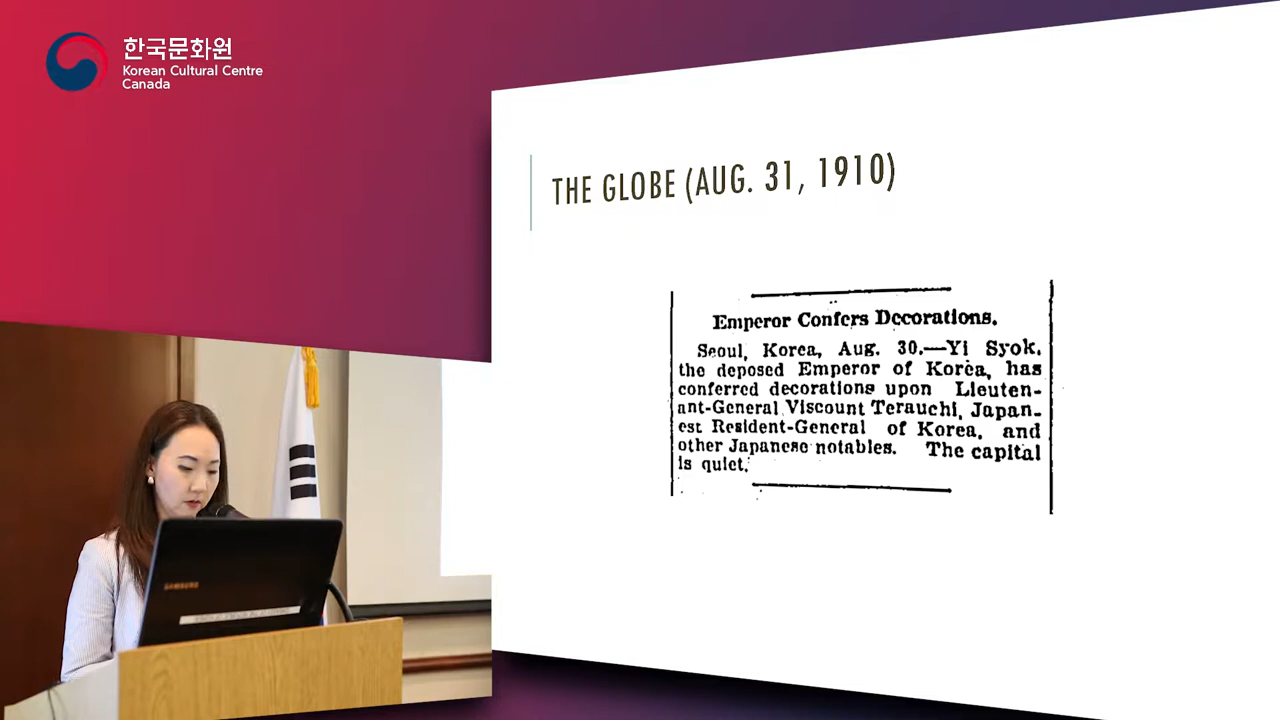 한국문화원
Korean Cultural Centre
Canada
THE GLOBE (AUG. 31, 1910)
Emperor Confers Decorations.
Seoul, Korea, Aug. 30.—Yi Syok,
the deposed Emperor of Korea, has
conferred decorations upon Lieuten-
ant-General Viscount Terauchi, Japan-
est Resident-General of Korea, and
other Japanese notables. The capital
is quiet.
SAMSUNG